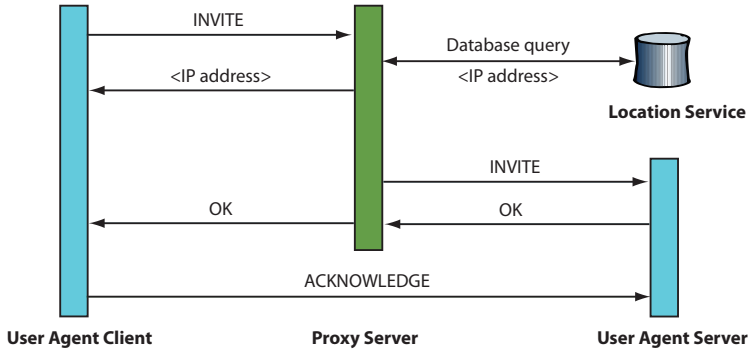 INVITE
Database query
<IP address>
<IP address>
Location Service
INVITE
OK
OK
ACKNOWLEDGE
User Agent Client
Proxy Server
User Agent Server